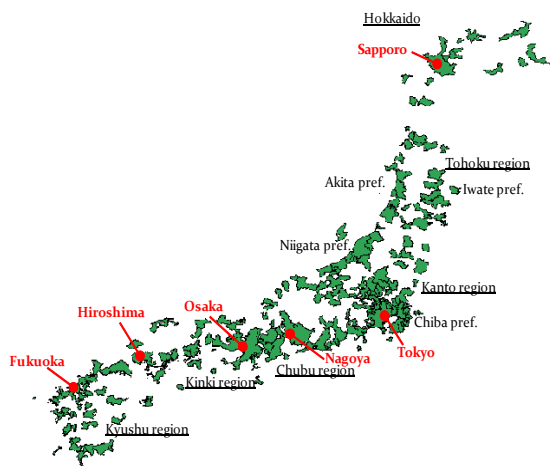 Hokkaido
Sapporo
Tohoku region
Akita pref.
Iwate pref.
Niigata pref.
Kanto region
Osaka
Hiroshima
Chiba pref.
Tokyo
Nagoya
Fukuoka
Chubu region
Kinki region
Kyushu region